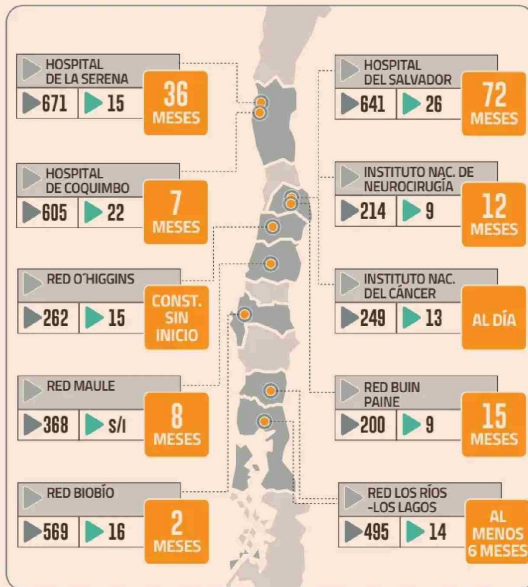 HOSPITAL
DE LA SERENA
671 15
36
MESES
HOSPITAL
DE COQUIMBO
605 22
7
MESES
RED O´HIGGINS
262 15
CONST.
SIN
INICIO
RED MAULE
368 S/I
8
MESES
RED BIOBÍO
569 16
2
MESES
HOSPITAL
DEL SALVADOR
641 26
72
MESES
INSTITUTO NAC. DE
NEUROCIRUGÍA
214 9
12
MESES
INSTITUTO NAC.
DEL CÁNCER
249 13
AL DÍA
RED BUIN
PAINE
200 9
15
MESES
RED LOS RÍOS
-LOS LAGOS
495 14
AL
MENOS
6 MESES